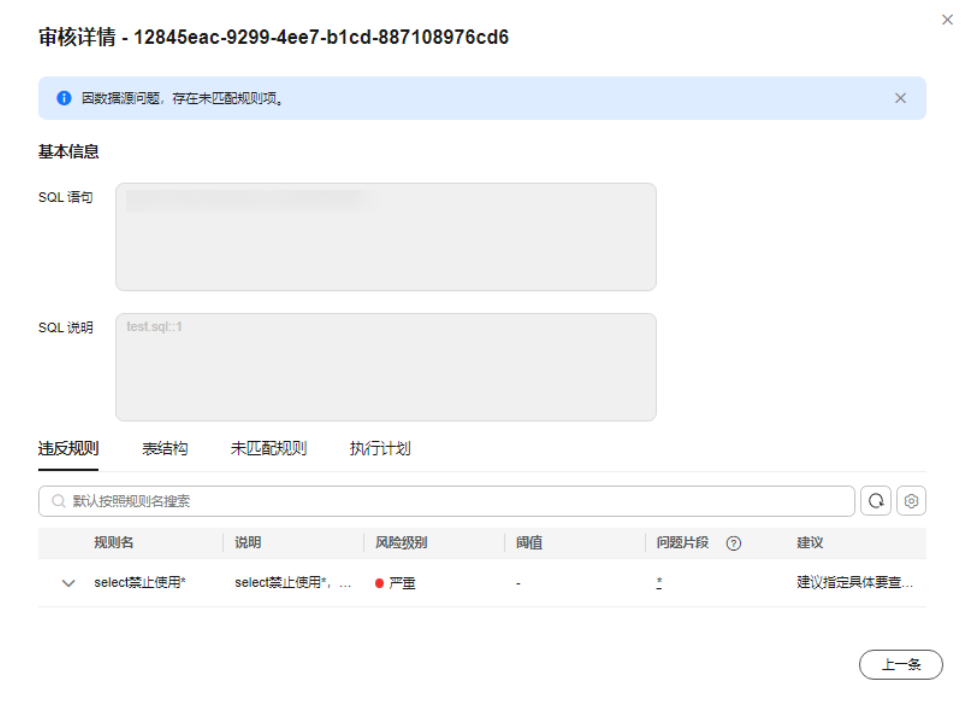 审核详情 - 12845eac-9299-4ee7-b1cd-887108976cd6
因数据源问题，存在未匹配规则项。
基本信息
SQL 语句
SQL 说明
test.sql::1
违反规则 表结构 未匹配规则 执行计划
默认按照规则名搜索
规则名 说明 风险级别 阈值 问题片段 建议
select禁止使用* select禁止使用*，... 严重 - * 建议指定具体要查...
上一条